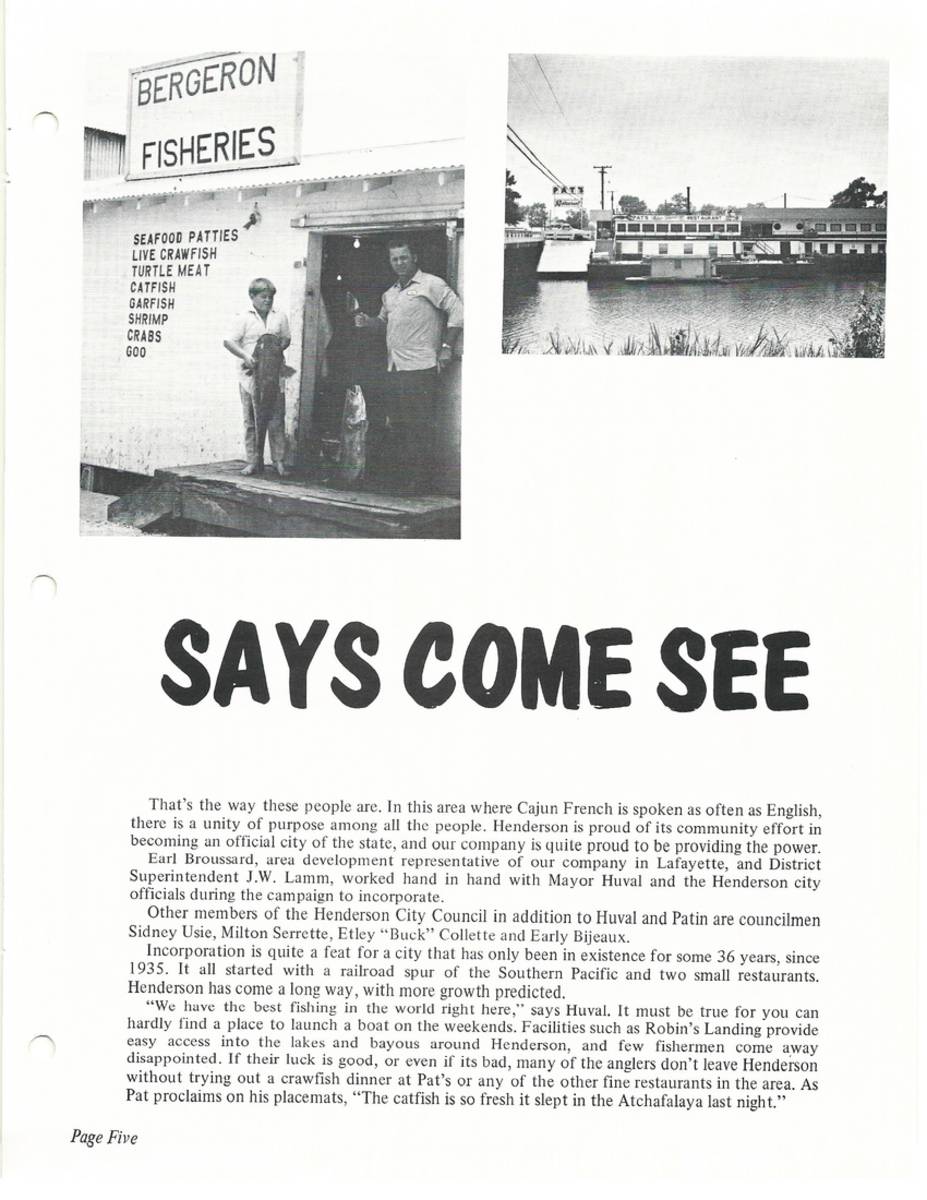 BERGERON
FISHERIES
SEAFOOD PATTIES
LIVE CRAWFISH
TURTLE MEAT
CATFISH
GARFISH
SHRIMP
CRABS
GOO
PAT'S
Restaurant
PAT'S
RESTAURANT
SAYS COME SEE
That's the way these people are. In this area where Cajun French is spoken as often as English,
there is a unity of purpose among all the people. Henderson is proud of its community effort in
becoming an official city of the state, and our company is quite proud to be providing the power.
Earl Broussard, area development representative of our company in Lafayette, and District
Superintendent J.W. Lamm, worked hand in hand with Mayor Huval and the Henderson city
officials during the campaign to incorporate.
Other members of the Henderson City Council in addition to Huval and Patin are councilmen
Sidney Usie, Milton Serrette, Etley "Buck" Collette and Early Bijeaux.
Incorporation is quite a feat for a city that has only been in existence for some 36 years, since
1935. It all started with a railroad spur of the Southern Pacific and two small restaurants.
Henderson has come a long way, with more growth predicted.
"We have the best fishing in the world right here," says Huval. It must be true for you can
hardly find a place to launch a boat on the weekends. Facilities such as Robin's Landing provide
easy access into the lakes and bayous around Henderson, and few fishermen come away
disappointed. If their luck is good, or even if its bad, many of the anglers don't leave Henderson
without trying out a crawfish dinner at Pat's or any of the other fine restaurants in the area. As
Pat proclaims on his placemats, "The catfish is so fresh it slept in the Atchafalaya last night."
Page Five